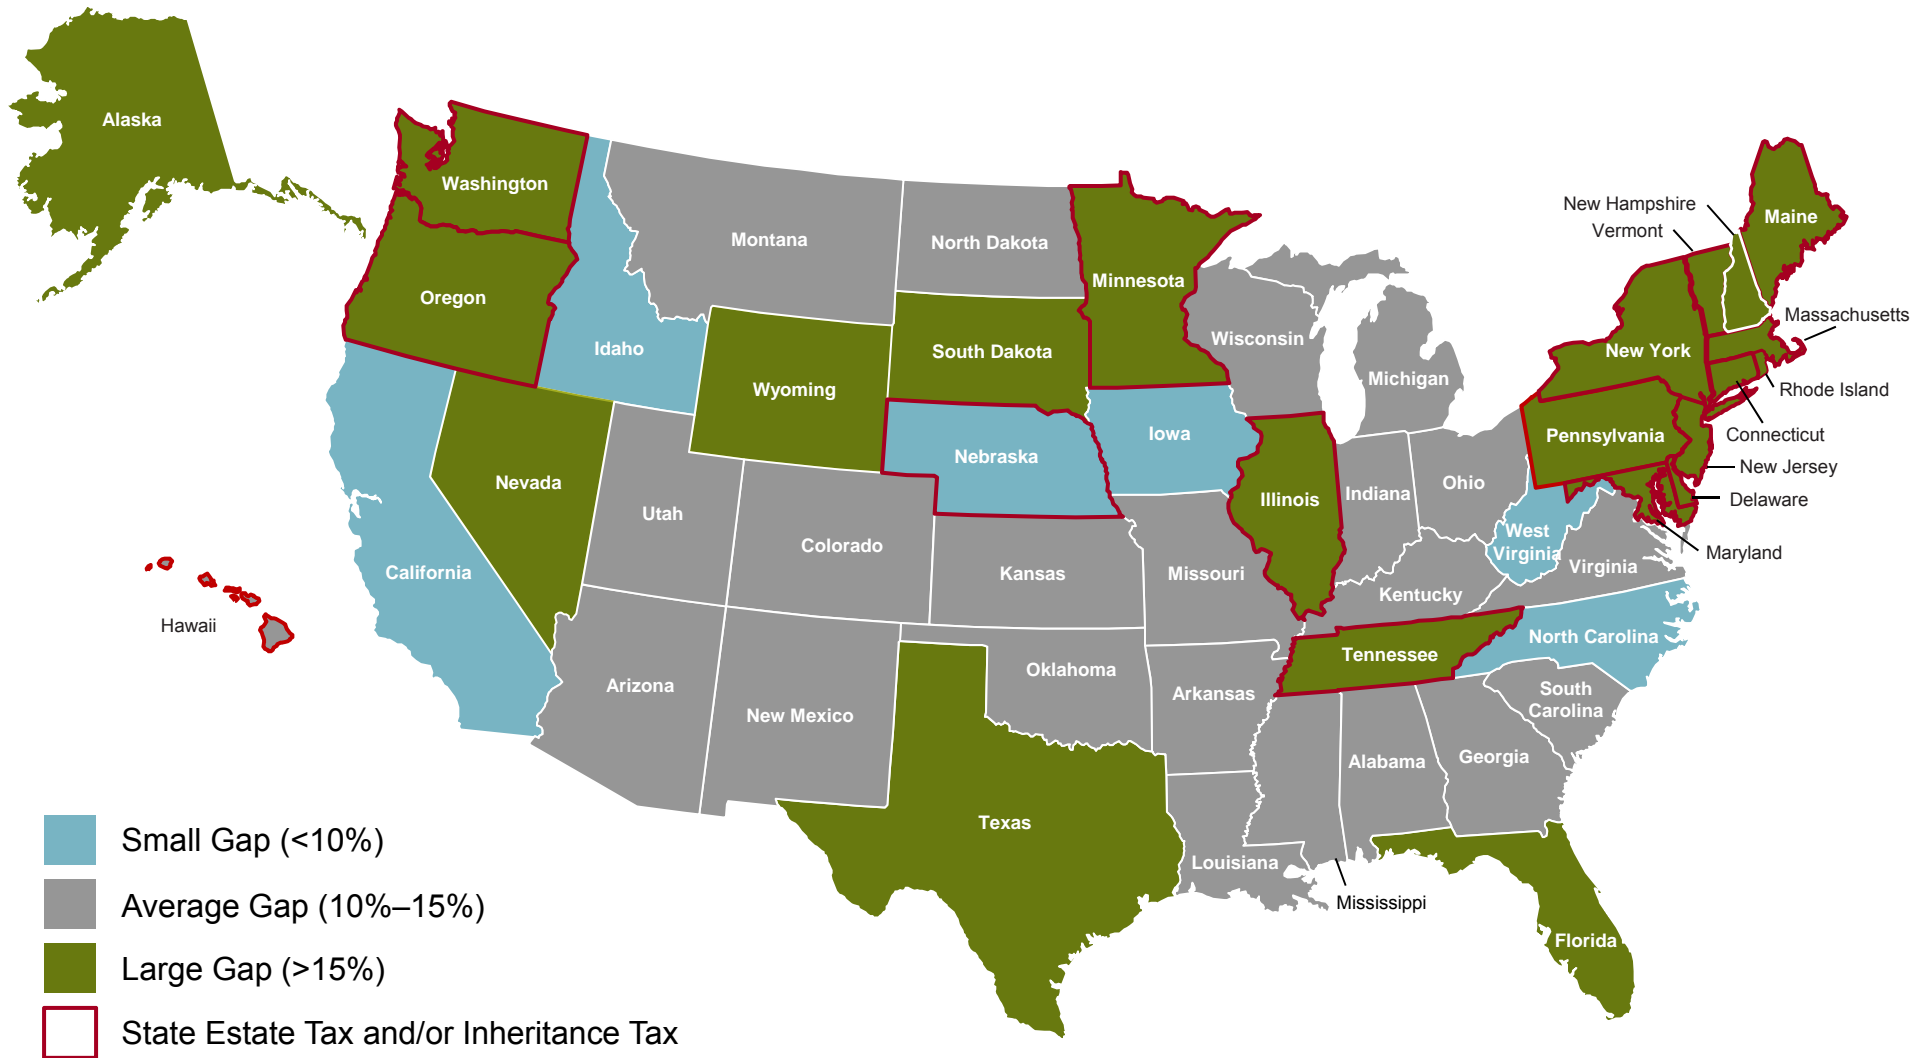 Alaska
Washington
Oregon
Montana
North Dakota
Minnesota
New Hampshire
Vermont
Maine
Massachusetts
Idaho
Wyoming
South Dakota
Wisconsin
Michigan
New York
Rhode Island
Connecticut
New Jersey
Delaware
Maryland
Pennsylvania
Nevada
Utah
Colorado
Nebraska
Iowa
Illinois
Indiana
Ohio
West
Virginia
Virginia
California
Kansas
Missouri
Kentucky
Hawaii
Arizona
New Mexico
Oklahoma
Arkansas
Tennessee
North Carolina
South
Carolina
Texas
Louisiana
Mississippi
Alabama
Georgia
Florida
Small Gap (<10%)
Average Gap (10%–15%)
Large Gap (>15%)
State Estate Tax and/or Inheritance Tax